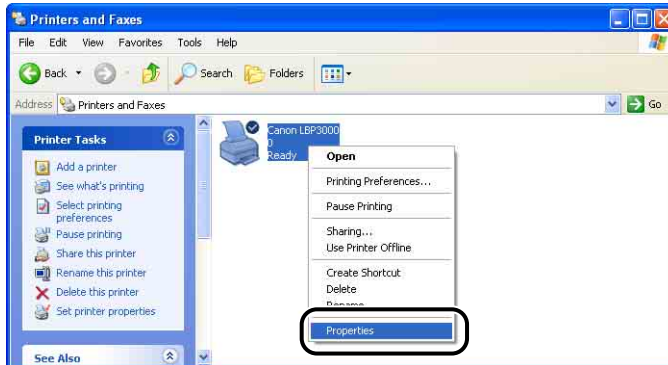 Printers and Faxes
File Edit View Favorites Tools Help
Back Search Folders
Address Printers and Faxes Go
Printer Tasks
Add a printer
See what's printing
Select printing
preferences
Pause printing
Share this printer
Rename this printer
Delete this printer
Set printer properties
See Also
Canon LBP3000
0
Ready
Open
Printing Preferences...
Pause Printing
Sharing...
Use Printer Offline
Create Shortcut
Delete
Rename
Properties